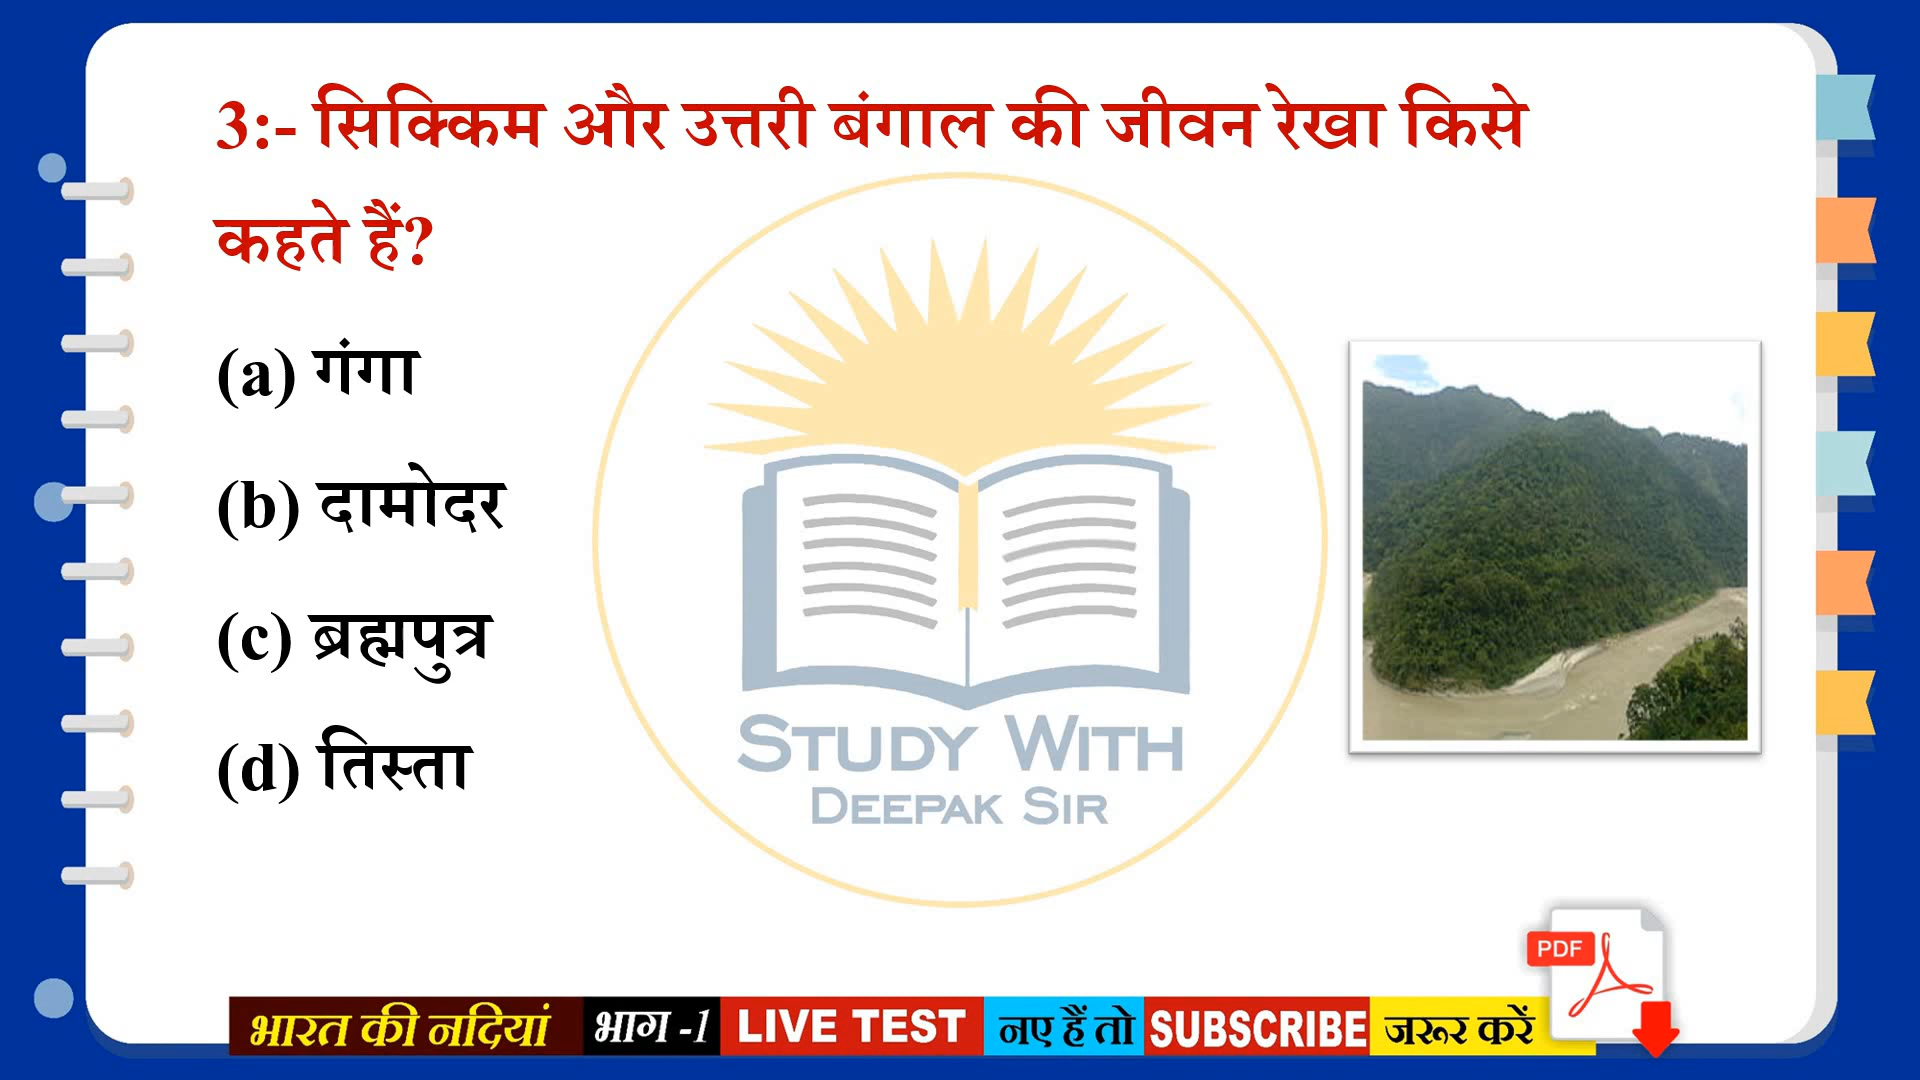 3:- सिक्किम और उत्तरी बंगाल की जीवन रेखा किसे
कहते हैं?
(a) गंगा
(b) दामोदर
(c) ब्रह्मपुत्र
(d) तिस्ता
STUDY WITH
DEEPAK SIR
PDF
भारत की नदियां भाग -1 LIVE TEST नए हैं तो SUBSCRIBE जरूर करें